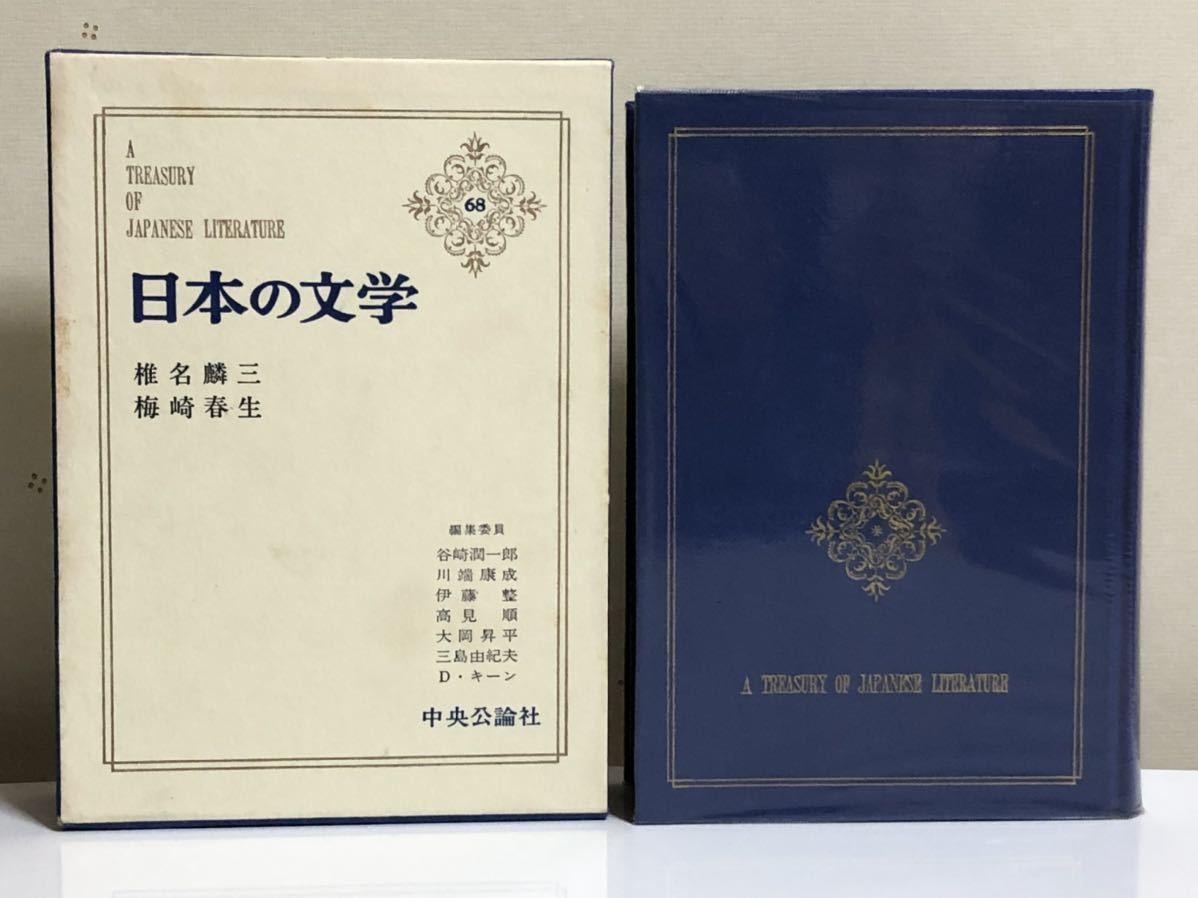 A
TREASURY
OF
JAPANESE LITERATURE
68
日本の文学
椎名麟三
梅崎春生
編集委員
谷崎潤一郎
川端康成
伊藤整
高見順
大岡昇平
三島由紀夫
D・キーン
中央公論社
A TREASURY OF JAPANESE LITERATURE